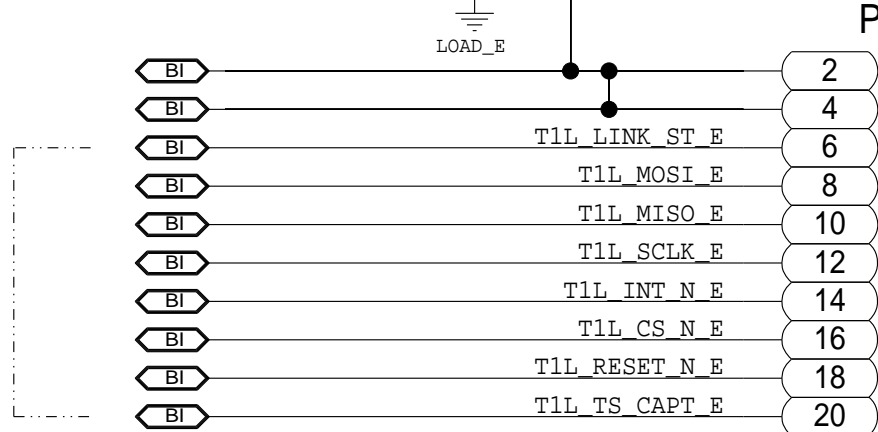 P
LOAD_E
BI 2
BI 4
BI T1L_LINK_ST_E 6
BI T1L_MOSI_E 8
BI T1L_MISO_E 10
BI T1L_SCLK_E 12
BI T1L_INT_N_E 14
BI T1L_CS_N_E 16
BI T1L_RESET_N_E 18
BI T1L_TS_CAPT_E 20